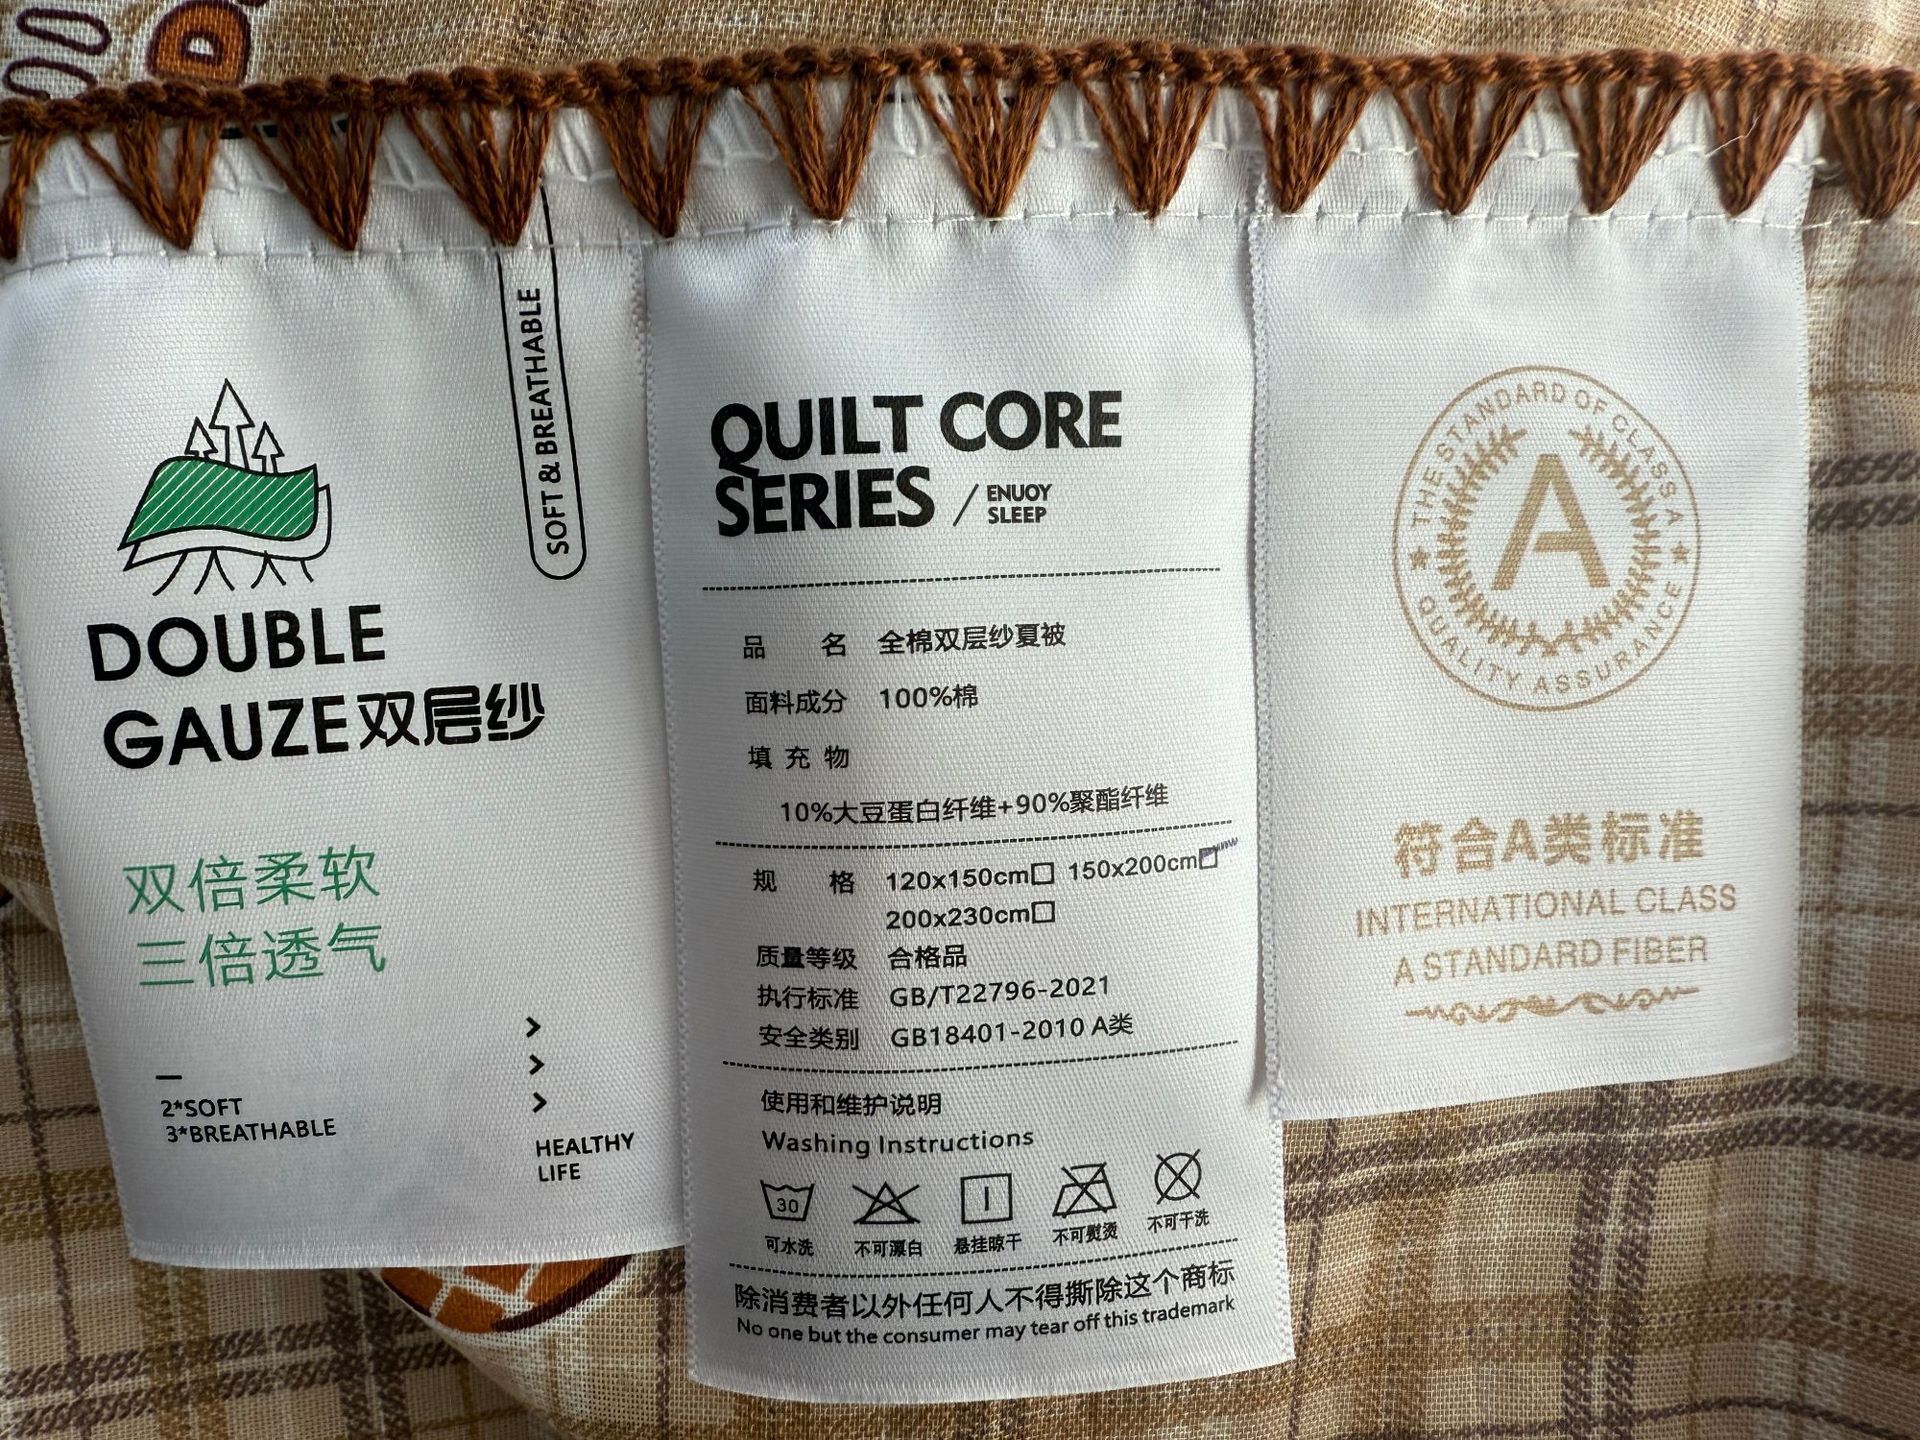 SOFT & BREATHABLE
DOUBLE
GAUZE双层纱
双倍柔软
三倍透气
2*SOFT
3*BREATHABLE
HEALTHY
LIFE
QUILT CORE
SERIES / ENUOY
SLEEP
品 名 全棉双层纱夏被
面料成分 100%棉
填 充 物
10%大豆蛋白纤维+90%聚酯纤维
规 格 120x150cm□ 150x200cm□
200x230cm□
质量等级 合格品
执行标准 GB/T22796-2021
安全类别 GB18401-2010 A类
使用和维护说明
Washing Instructions
30
可水洗 不可漂白 悬挂晾干 不可熨烫 不可干洗
除消费者以外任何人不得撕除这个商标
No one but the consumer may tear off this trademark
THE STANDARD OF CLASS A
A
QUALITY ASSURANCE
符合A类标准
INTERNATIONAL CLASS
A STANDARD FIBER